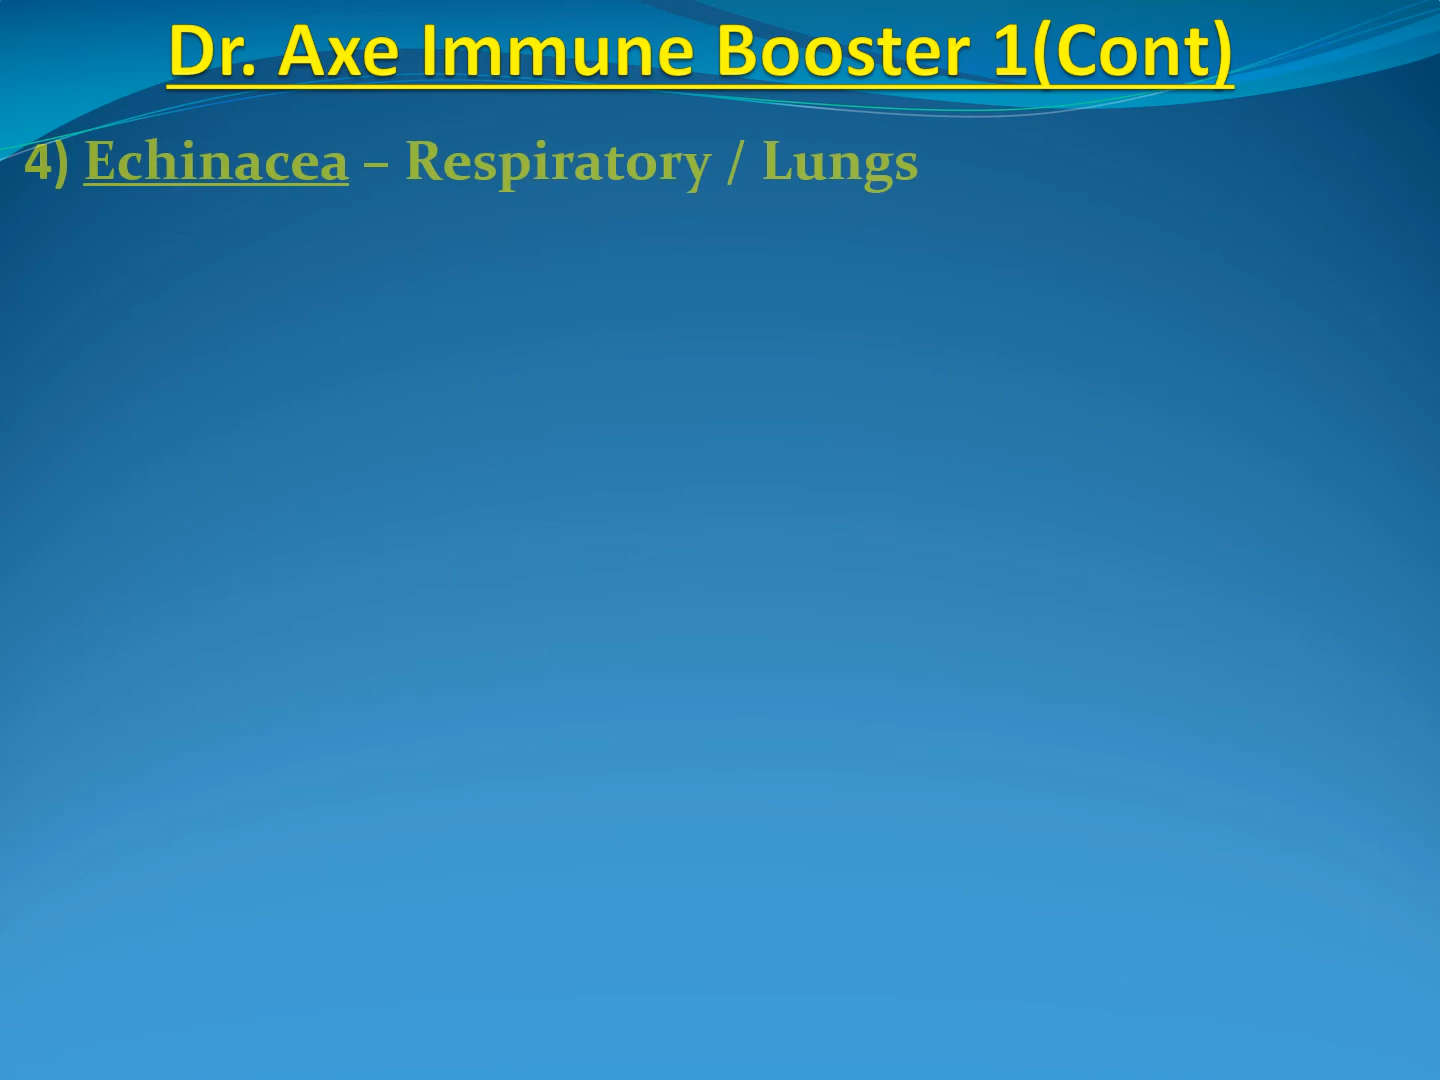 Dr. Axe Immune Booster 1(Cont)
4) Echinacea – Respiratory / Lungs